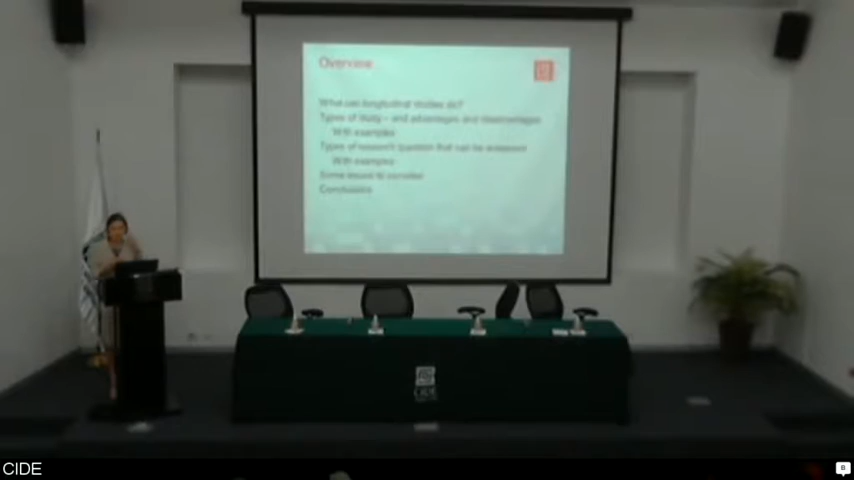 Overview
What can longitudinal studies do?
Types of study – and advantages and disadvantages
With examples
Types of research question that can be answered
With examples
Some issues to consider
Conclusions
CIDE